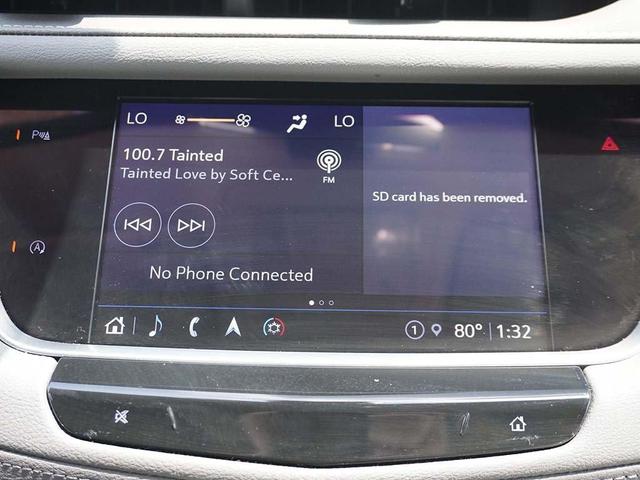 LO
LO
100.7 Tainted
Tainted Love by Soft Ce...
FM
SD card has been removed.
No Phone Connected
1
80°
1:32
P
A